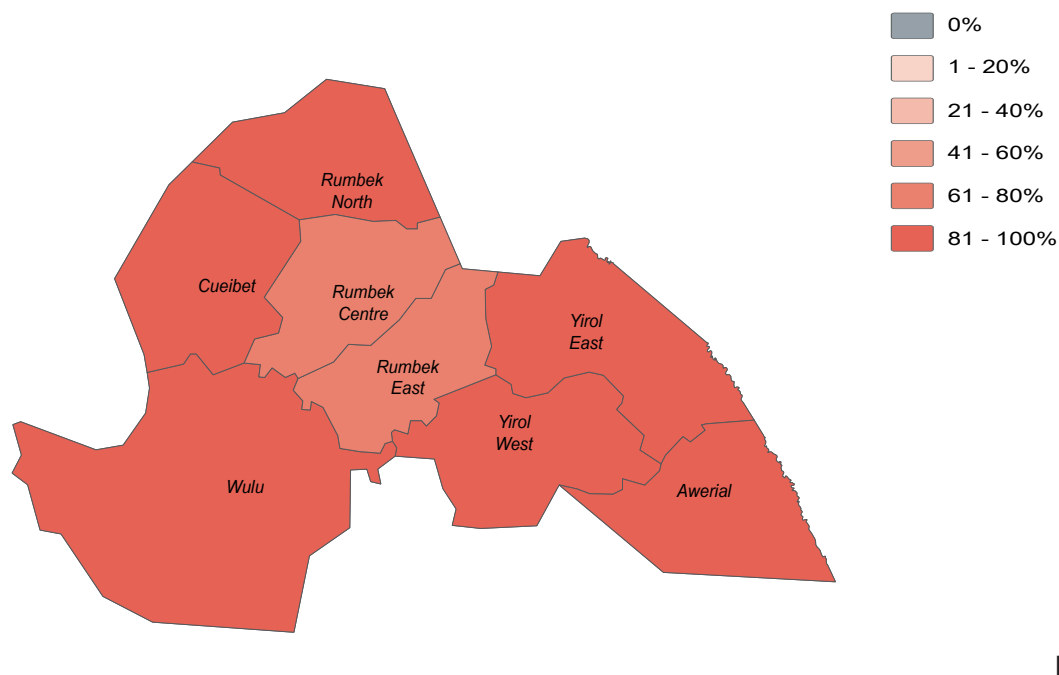 0%
1 - 20%
21 - 40%
41 - 60%
61 - 80%
81 - 100%
Rumbek
North
Cueibet
Rumbek
Centre
Yirol
East
Rumbek
East
Yirol
West
Wulu
Awerial